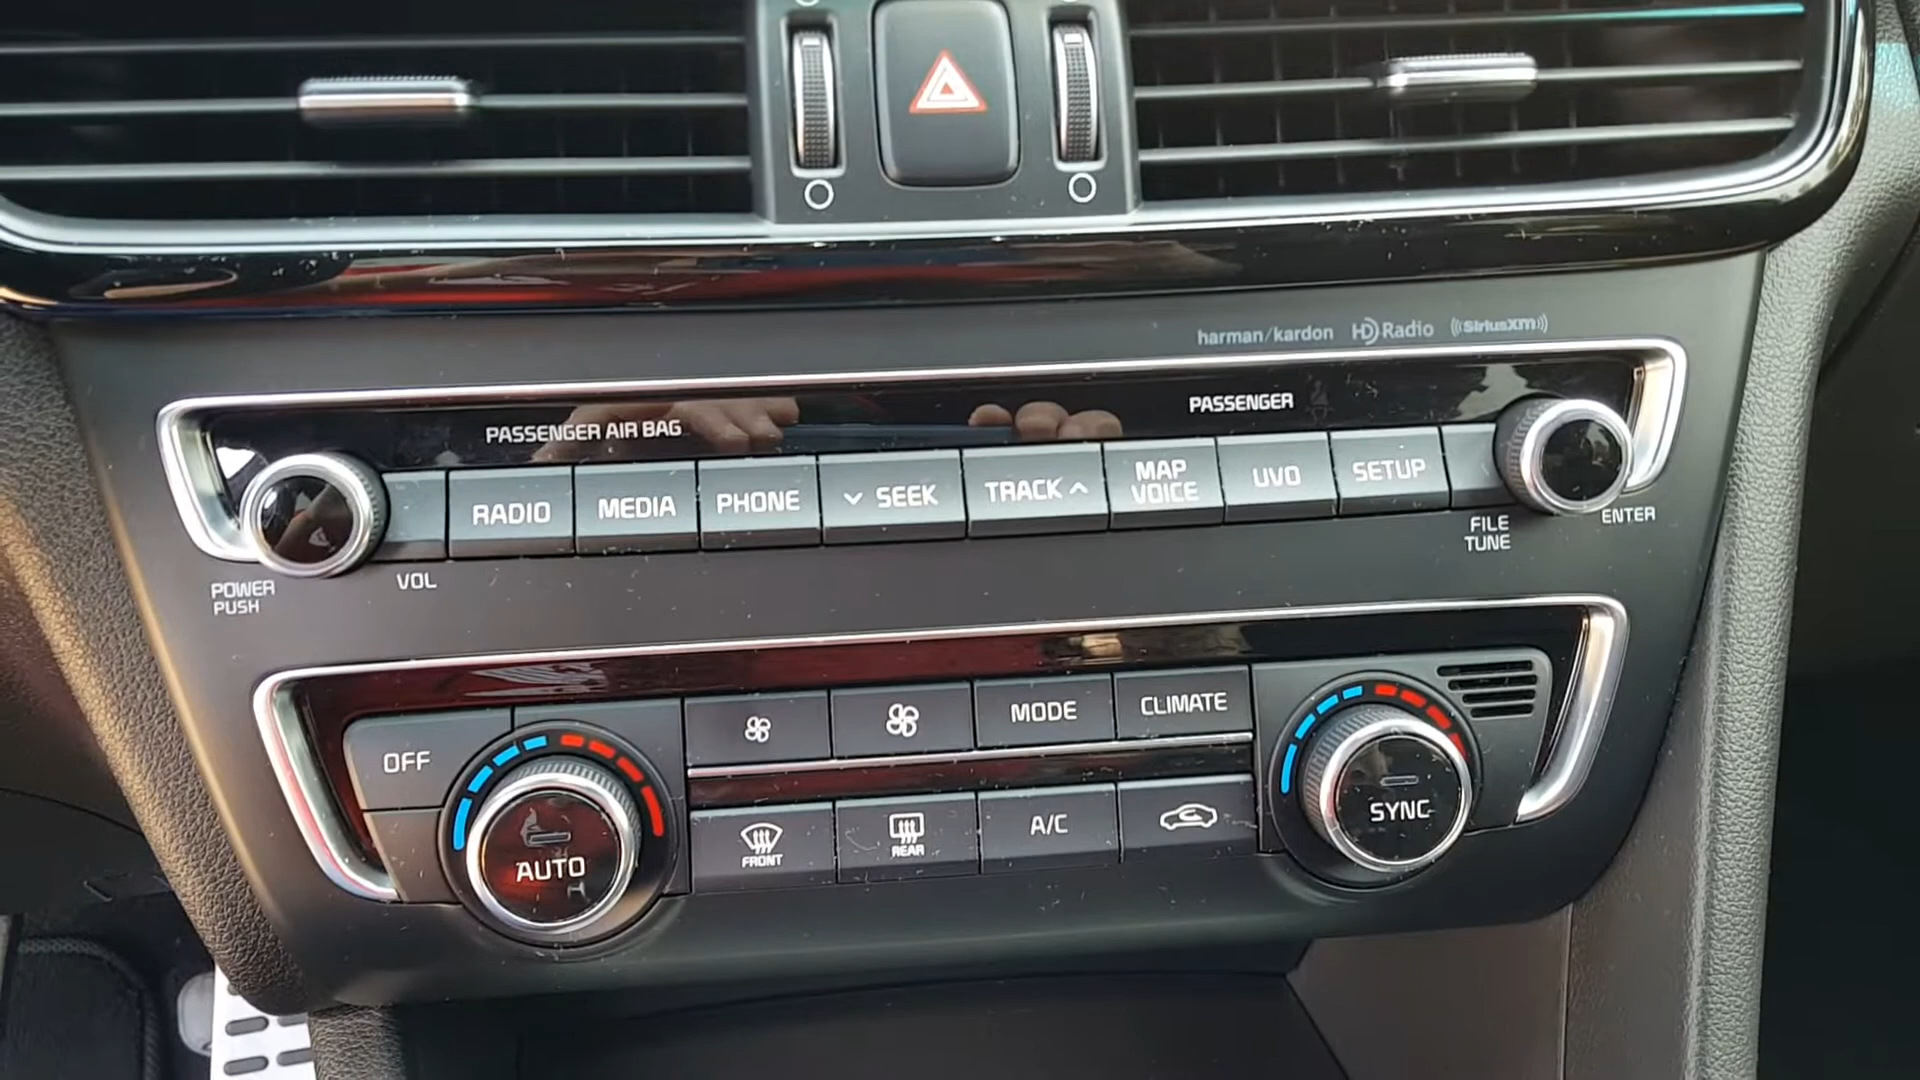 harman/kardon HD Radio SiriusXM
PASSENGER AIR BAG
PASSENGER
RADIO
MEDIA
PHONE
SEEK
TRACK
MAP
VOICE
UVO
SETUP
POWER
PUSH
VOL
FILE
TUNE
ENTER
OFF
AUTO
MODE
CLIMATE
FRONT
REAR
A/C
SYNC